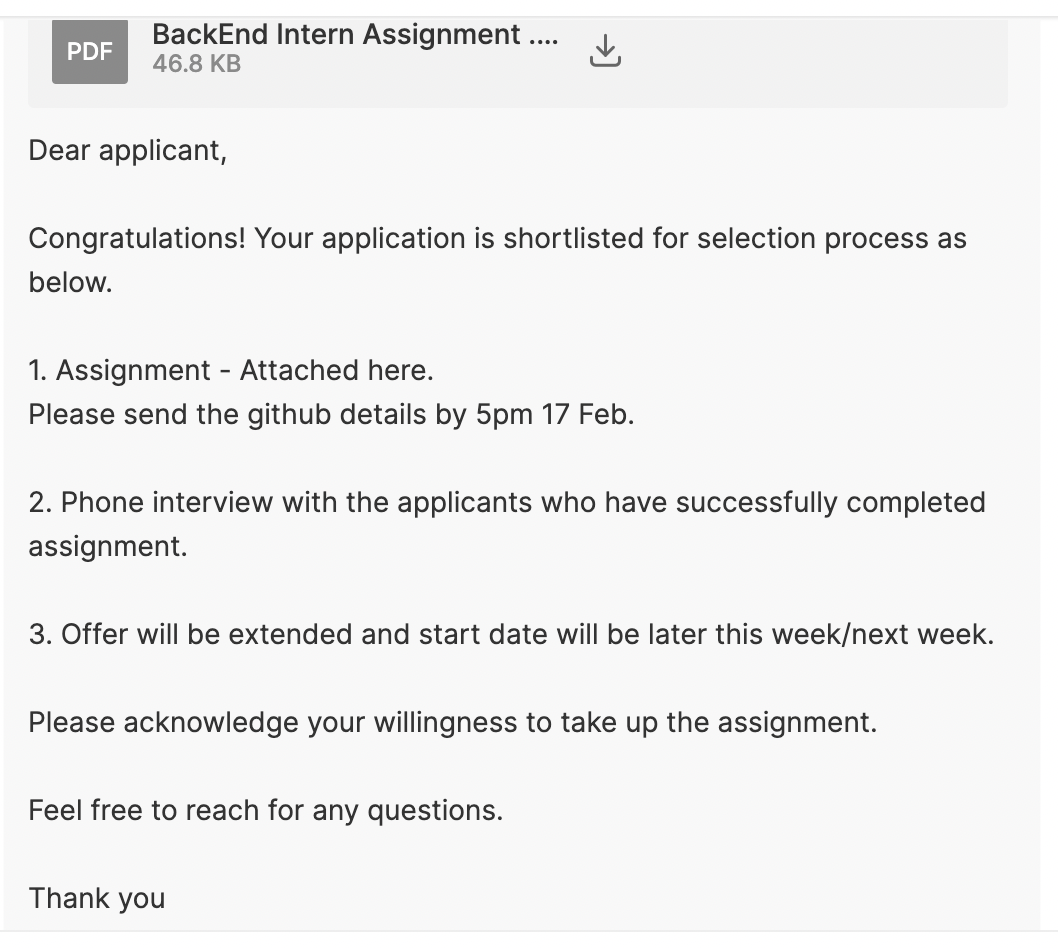 PDF
BackEnd Intern Assignment ....
46.8 KB
Dear applicant,
Congratulations! Your application is shortlisted for selection process as
below.
1. Assignment - Attached here.
Please send the github details by 5pm 17 Feb.
2. Phone interview with the applicants who have successfully completed
assignment.
3. Offer will be extended and start date will be later this week/next week.
Please acknowledge your willingness to take up the assignment.
Feel free to reach for any questions.
Thank you